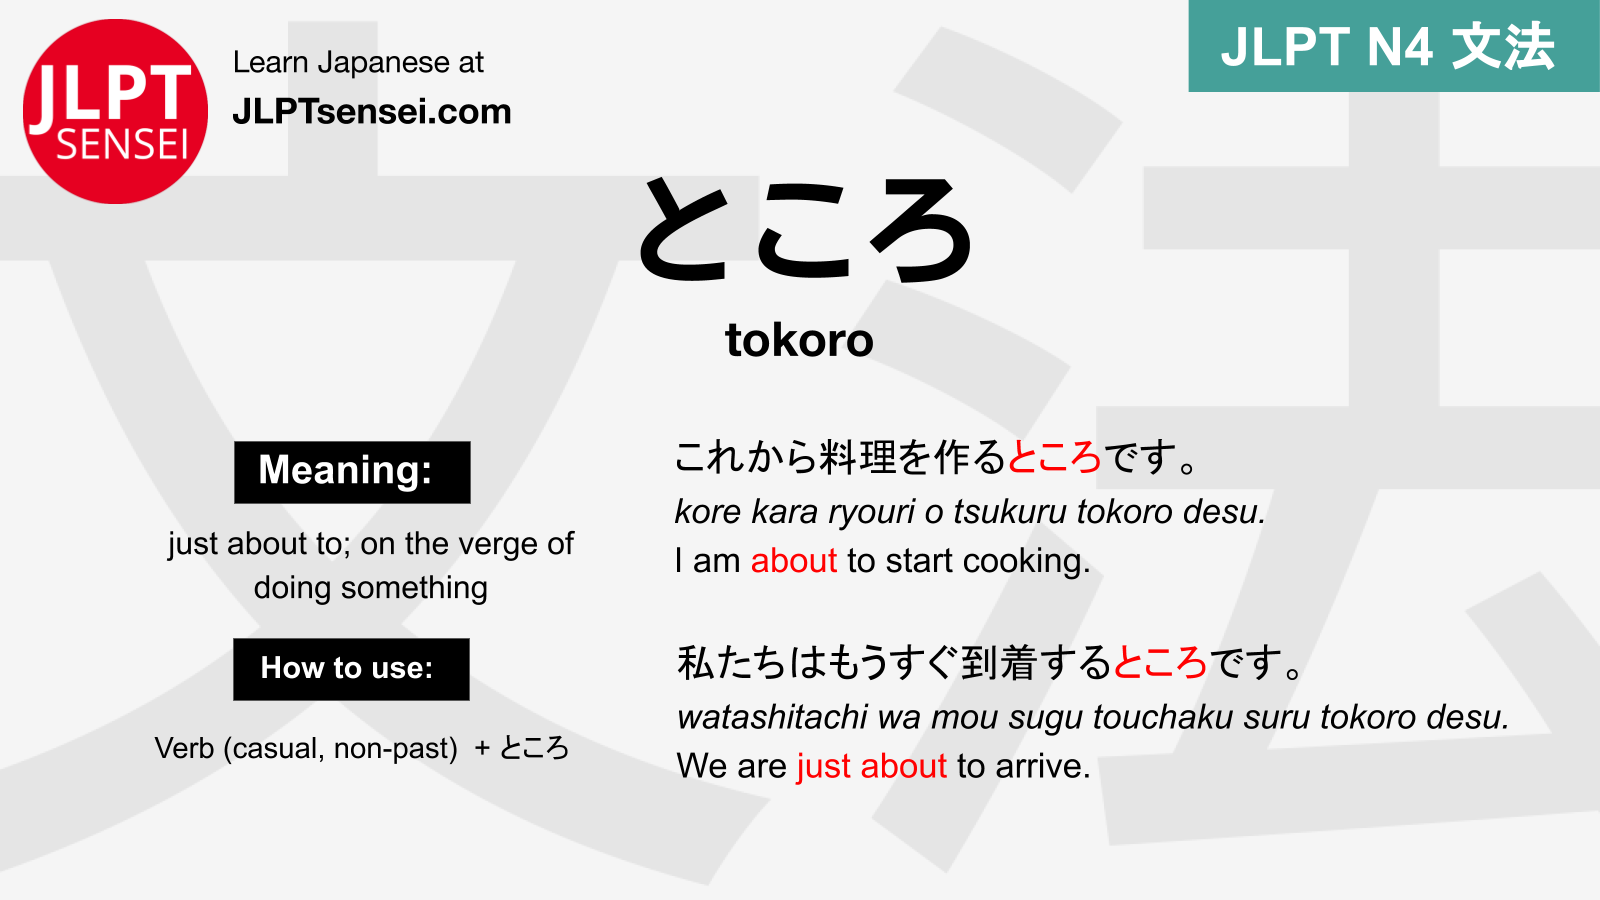 JLPT
SENSEI
Learn Japanese at
JLPTsensei.com
JLPT N4 文法
ところ
tokoro
Meaning:
just about to; on the verge of
doing something
How to use:
Verb (casual, non-past) + ところ
これから料理を作るところです。
kore kara ryouri o tsukuru tokoro desu.
I am about to start cooking.
私たちはもうすぐ到着するところです。
watashitachi wa mou sugu touchaku suru tokoro desu.
We are just about to arrive.
文法